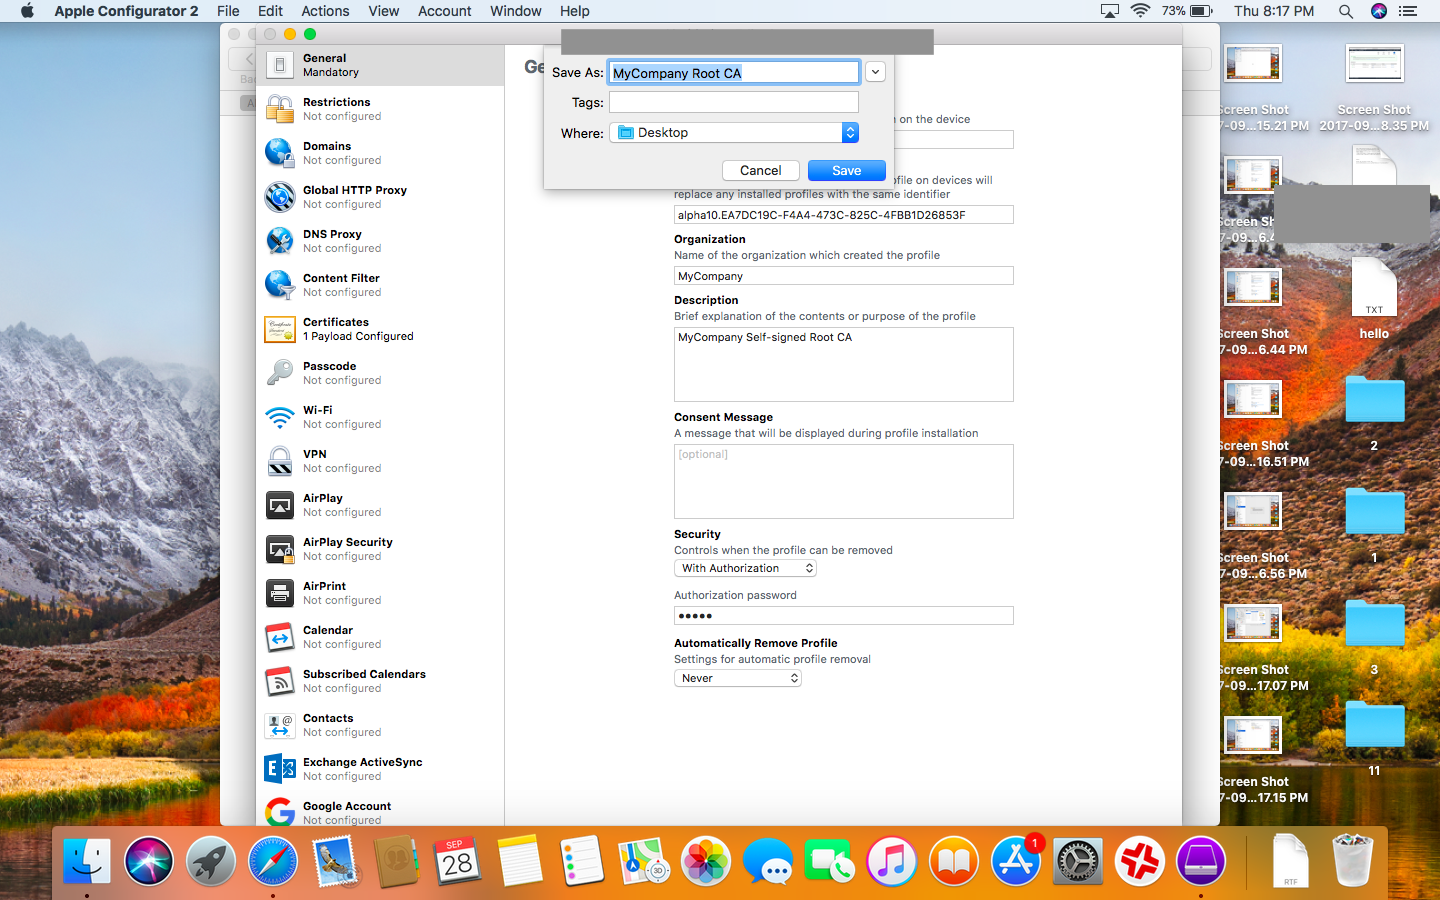 Apple Configurator 2 File Edit Actions View Account Window Help
73% Thu 8:17 PM
General
Mandatory
Restrictions
Not configured
Domains
Not configured
Global HTTP Proxy
Not configured
DNS Proxy
Not configured
Content Filter
Not configured
Certificates
1 Payload Configured
Passcode
Not configured
Wi-Fi
Not configured
VPN
Not configured
AirPlay
Not configured
AirPlay Security
Not configured
AirPrint
Not configured
Calendar
Not configured
Subscribed Calendars
Not configured
Contacts
Not configured
Exchange ActiveSync
Not configured
Google Account
Not configured
Save As: MyCompany Root CA
Tags:
Where: Desktop
Cancel Save
on the device
on devices will
replace any installed profiles with the same identifier
alpha10.EA7DC19C-F4A4-473C-825C-4FBB1D26853F
Organization
Name of the organization which created the profile
MyCompany
Description
Brief explanation of the contents or purpose of the profile
MyCompany Self-signed Root CA
Consent Message
A message that will be displayed during profile installation
[optional]
Security
Controls when the profile can be removed
With Authorization
Authorization password
Automatically Remove Profile
Settings for automatic profile removal
Never
Screen Shot
7-09...15.21 PM
Screen Shot
2017-09...8.35 PM
Screen Sh
7-09...6.4
Screen Shot
7-09...6.44 PM
TXT
hello
Screen Shot
7-09...16.51 PM
2
Screen Shot
7-09...6.56 PM
1
Screen Shot
7-09...17.07 PM
3
Screen Shot
7-09...17.15 PM
11
SEP
28
3D
1
RTF